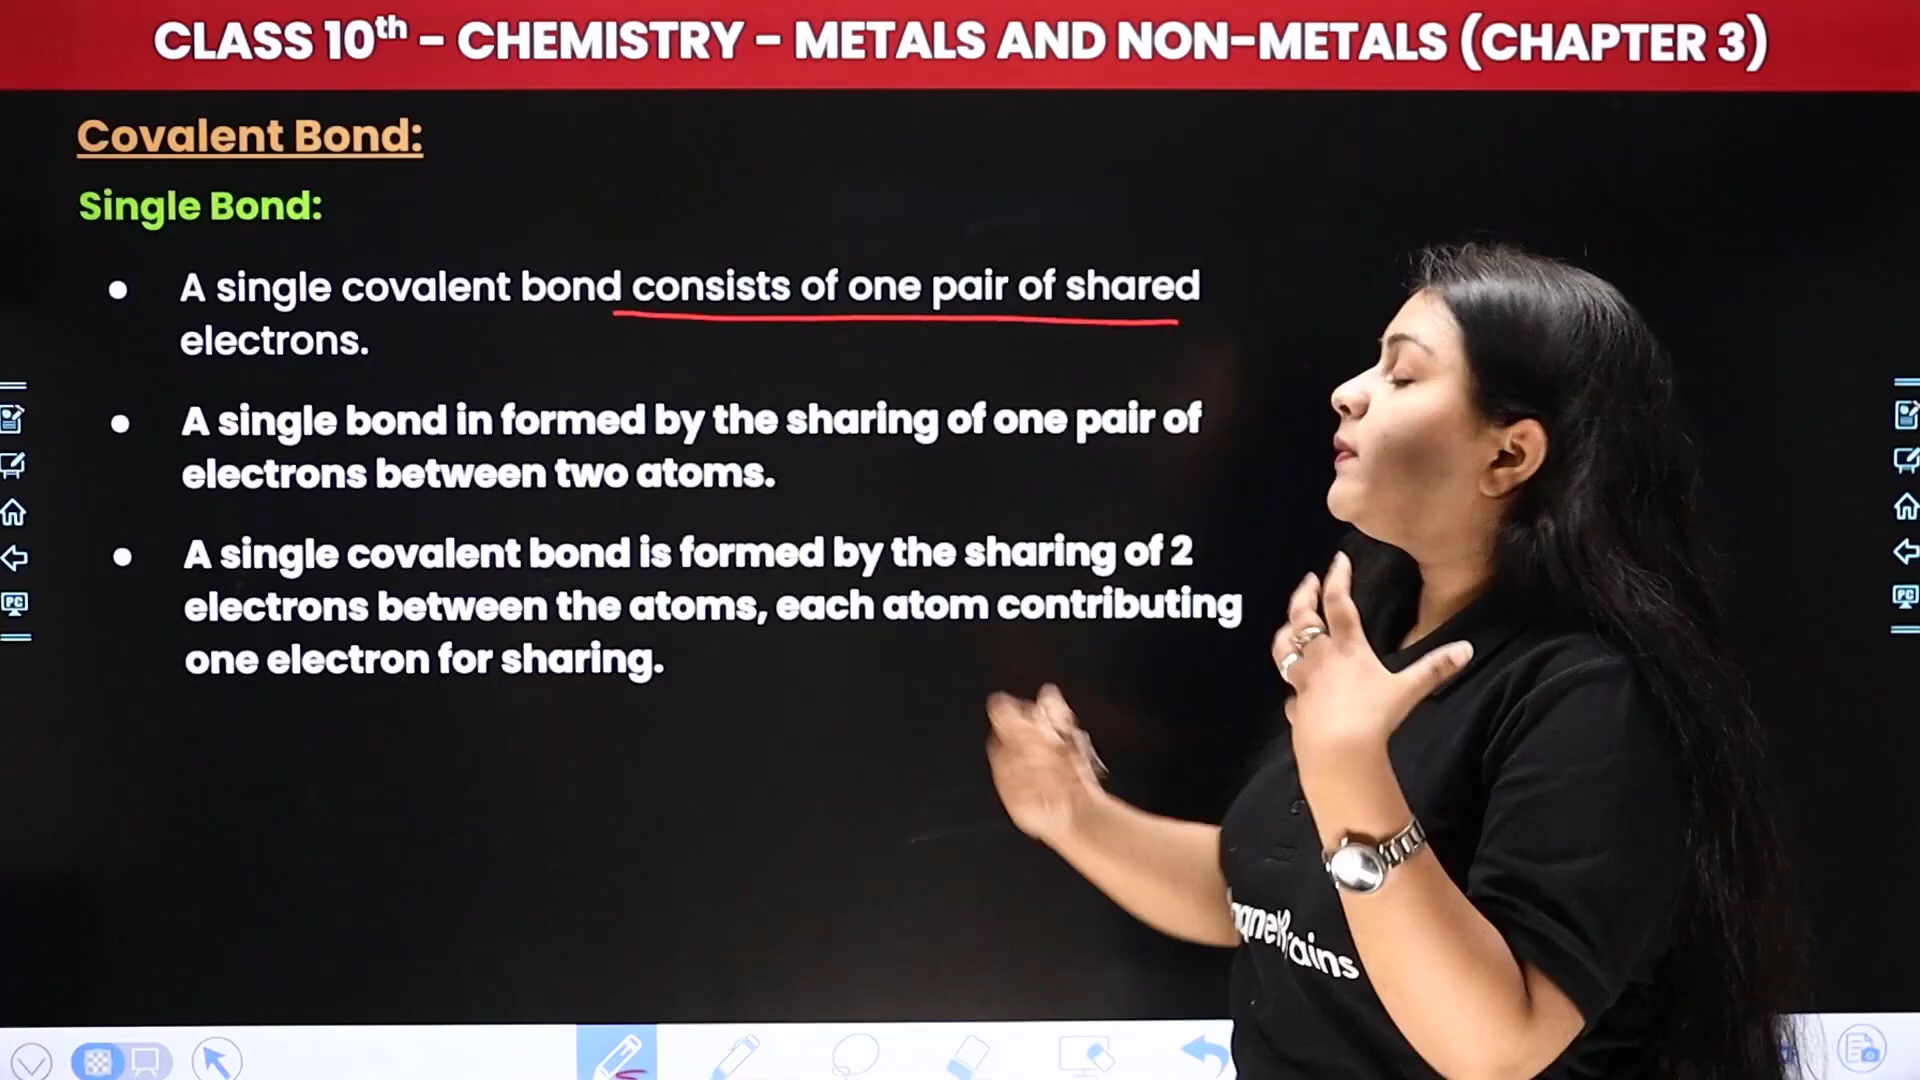 CLASS 10th - CHEMISTRY - METALS AND NON-METALS (CHAPTER 3)
Covalent Bond:
Single Bond:
● A single covalent bond consists of one pair of shared
electrons.
● A single bond in formed by the sharing of one pair of
electrons between two atoms.
● A single covalent bond is formed by the sharing of 2
electrons between the atoms, each atom contributing
one electron for sharing.
PC
PC